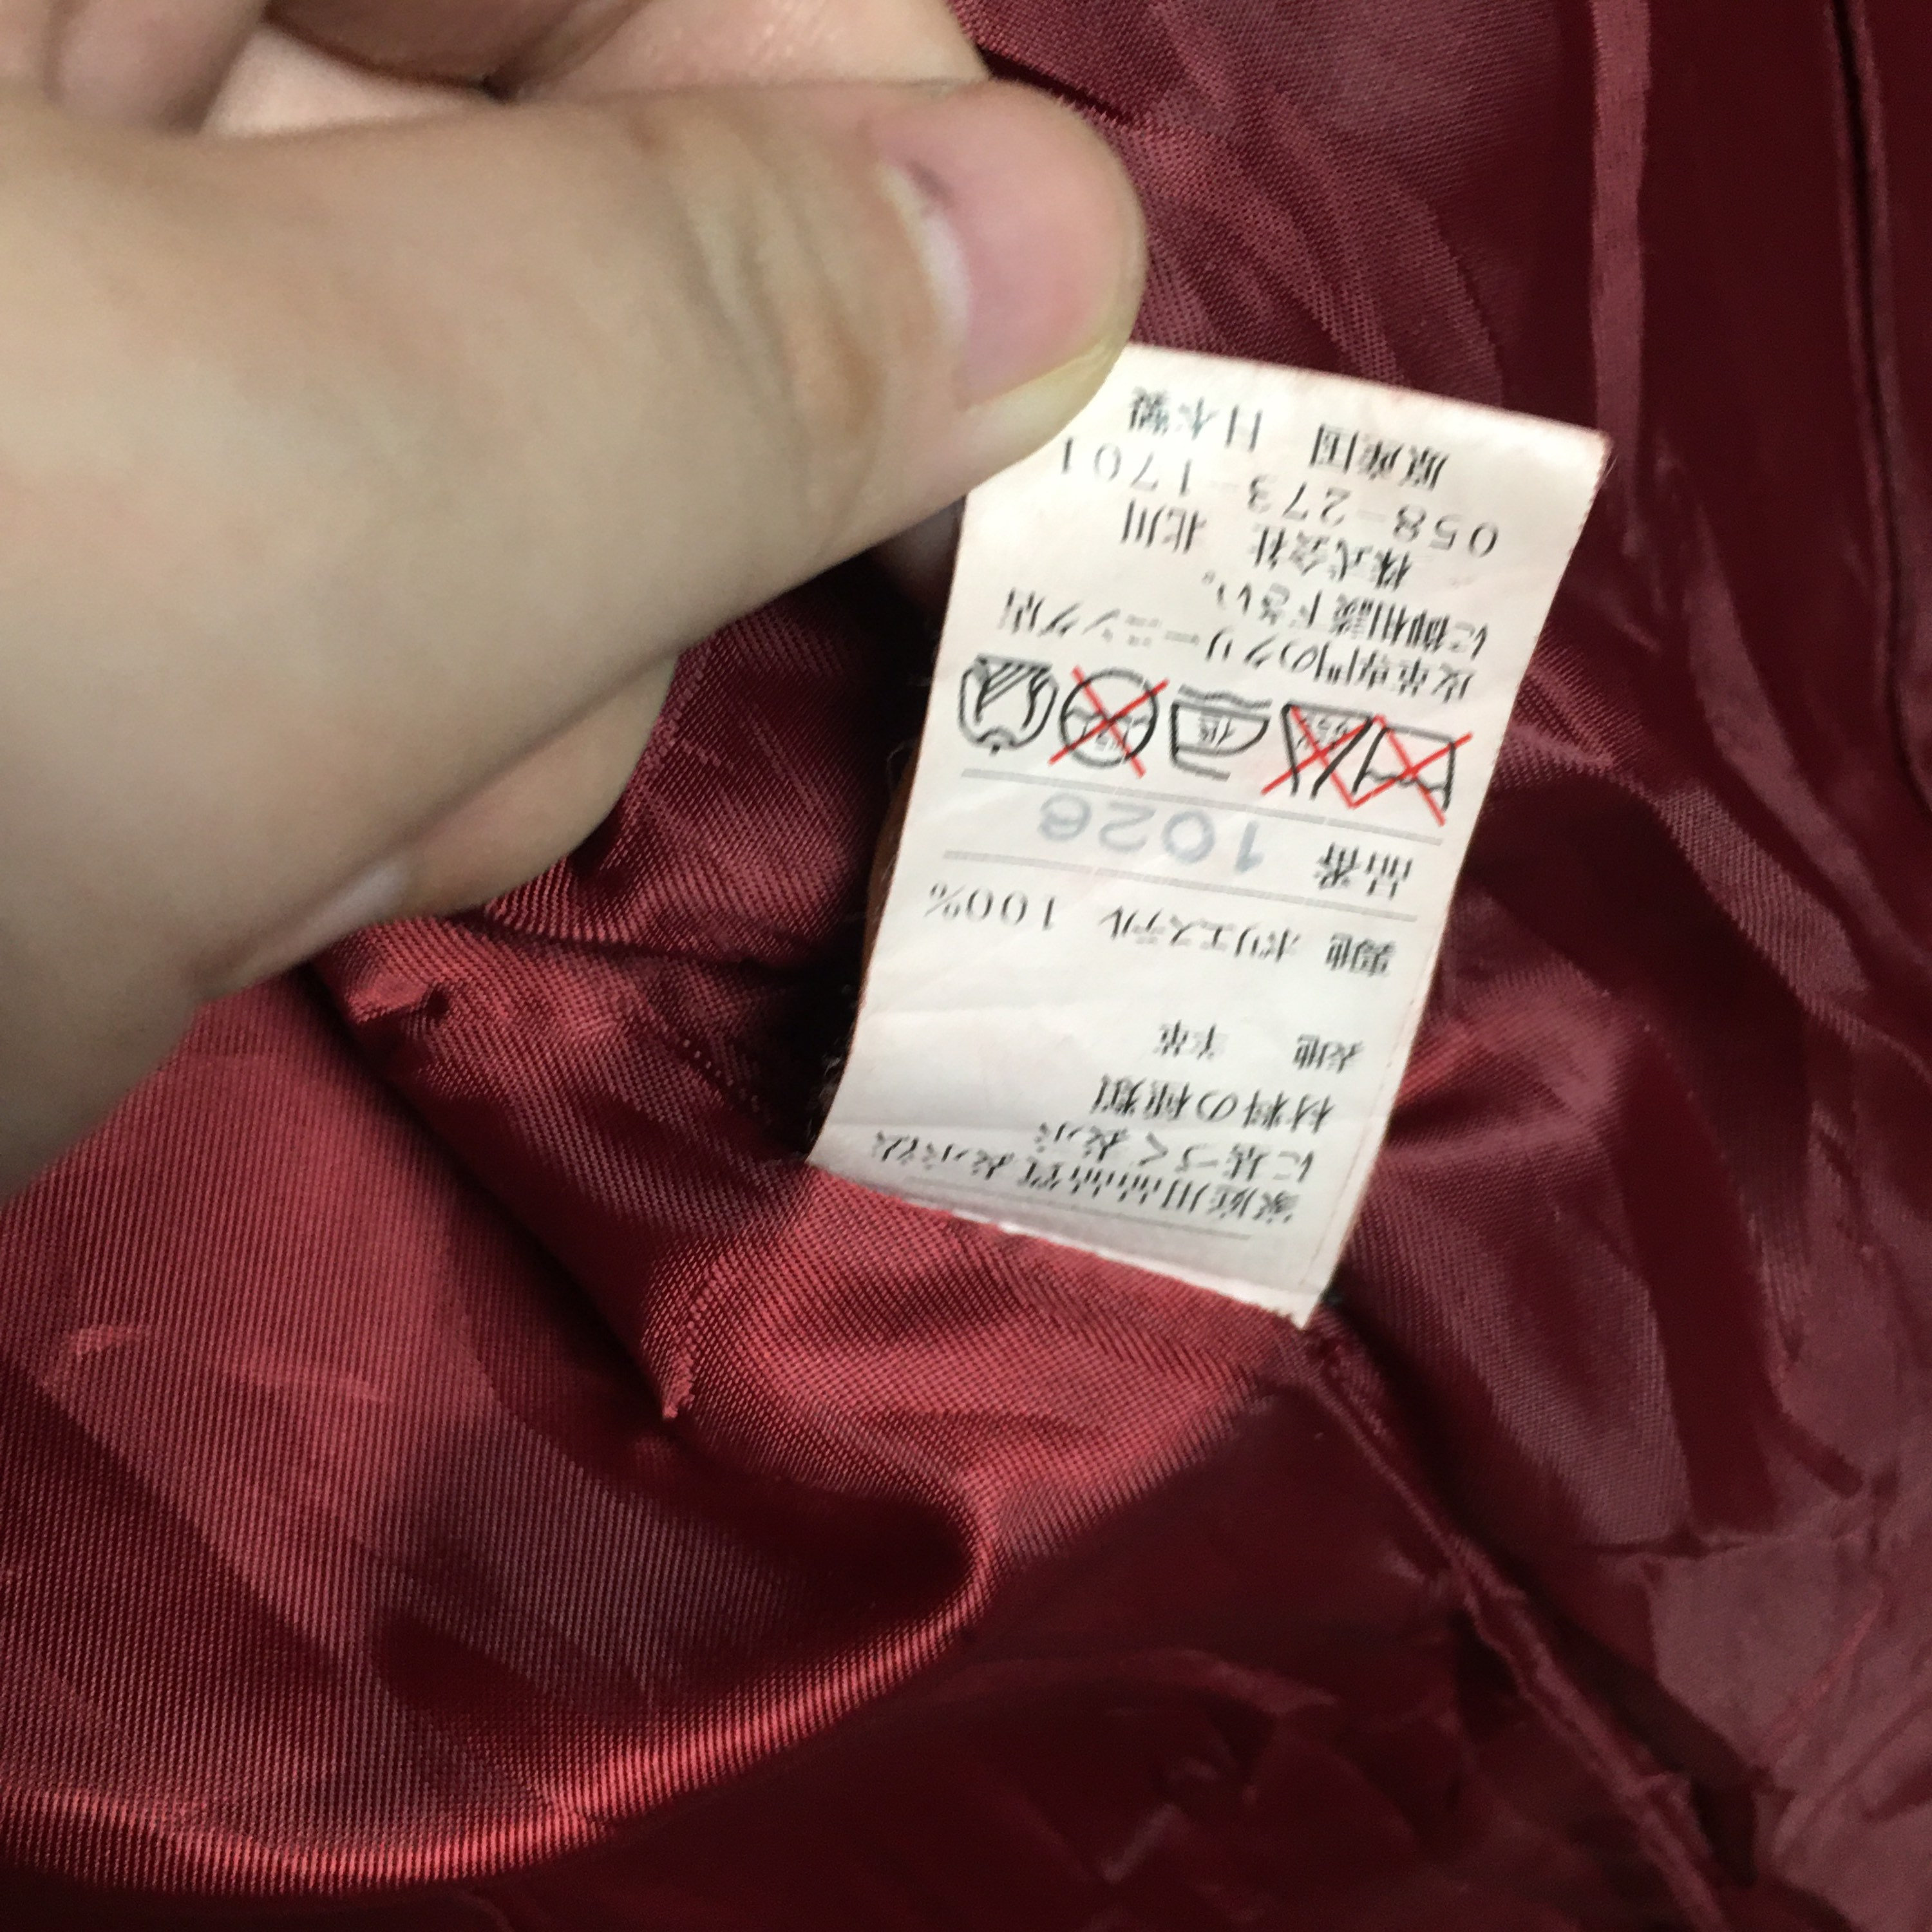 家庭用品品質表示法
に基づく表示
材料の種類
表地 羊革
裏地 ポリエステル 100%
品番 1026
皮革専門のクリーニング店
に御相談下さい。
株式会社 北川
058-273-1701
原産国 日本製